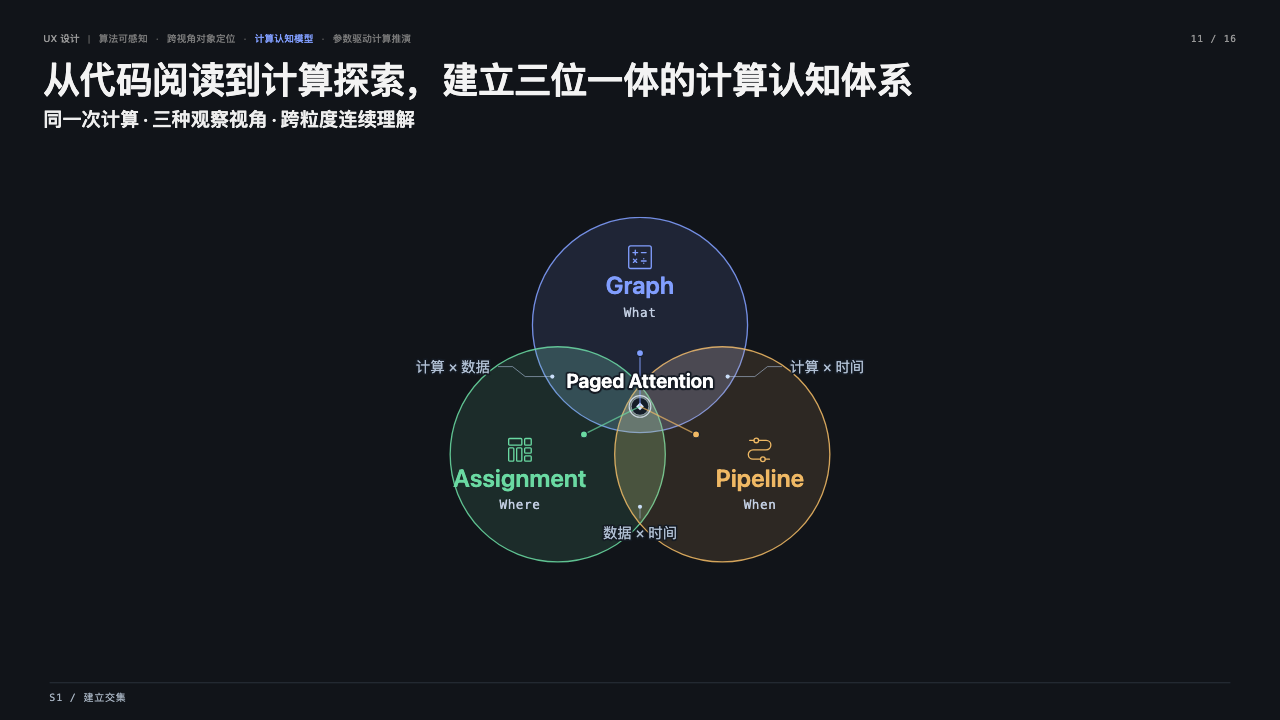 UX 设计 | 算法可感知 · 跨视角对象定位 · 计算认知模型 · 参数驱动计算推演
11 / 16
从代码阅读到计算探索，建立三位一体的计算认知体系
同一次计算 · 三种观察视角 · 跨粒度连续理解
Graph
What
计算 × 数据
计算 × 时间
Paged Attention
Assignment
Where
Pipeline
When
数据 × 时间
S1 / 建立交集